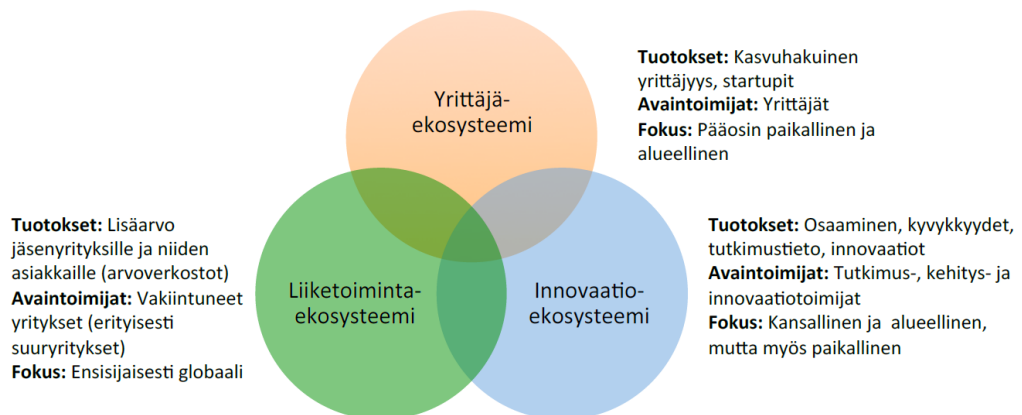 Yrittäjä-
ekosysteemi
Tuotokset: Kasvuhakuinen
yrittäjyys, startupit
Avaintoimijat: Yrittäjät
Fokus: Pääosin paikallinen ja
alueellinen
Tuotokset: Lisäarvo
jäsenyrityksille ja niiden
asiakkaille (arvoverkostot)
Avaintoimijat: Vakiintuneet
yritykset (erityisesti
suuryritykset)
Fokus: Ensisijaisesti globaali
Liiketoiminta-
ekosysteemi
Innovaatio-
ekosysteemi
Tuotokset: Osaaminen, kyvykkyydet,
tutkimustieto, innovaatiot
Avaintoimijat: Tutkimus-, kehitys- ja
innovaatiotoimijat
Fokus: Kansallinen ja alueellinen,
mutta myös paikallinen